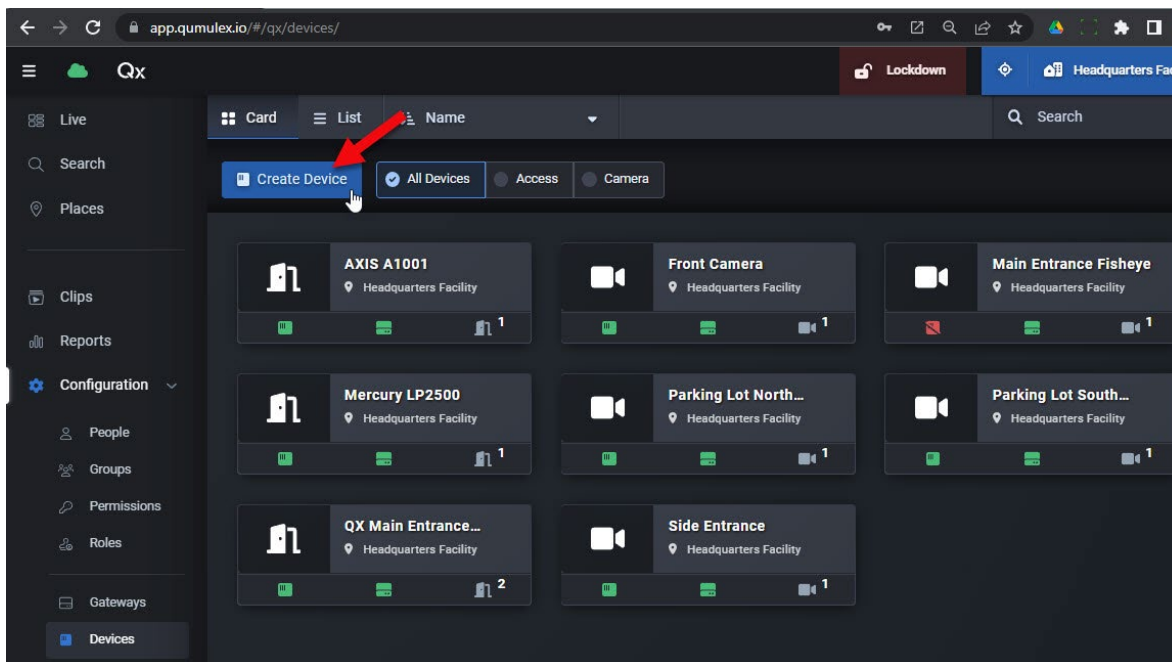 app.qumulex.io/#/qx/devices/
Qx
Lockdown
Headquarters Fac
Live
Search
Places
Clips
Reports
Configuration
People
Groups
Permissions
Roles
Gateways
Devices
Card
List
Name
Search
Create Device
All Devices
Access
Camera
AXIS A1001
Headquarters Facility
1
Front Camera
Headquarters Facility
1
Main Entrance Fisheye
Headquarters Facility
1
Mercury LP2500
Headquarters Facility
1
Parking Lot North...
Headquarters Facility
1
Parking Lot South...
Headquarters Facility
1
QX Main Entrance...
Headquarters Facility
2
Side Entrance
Headquarters Facility
1